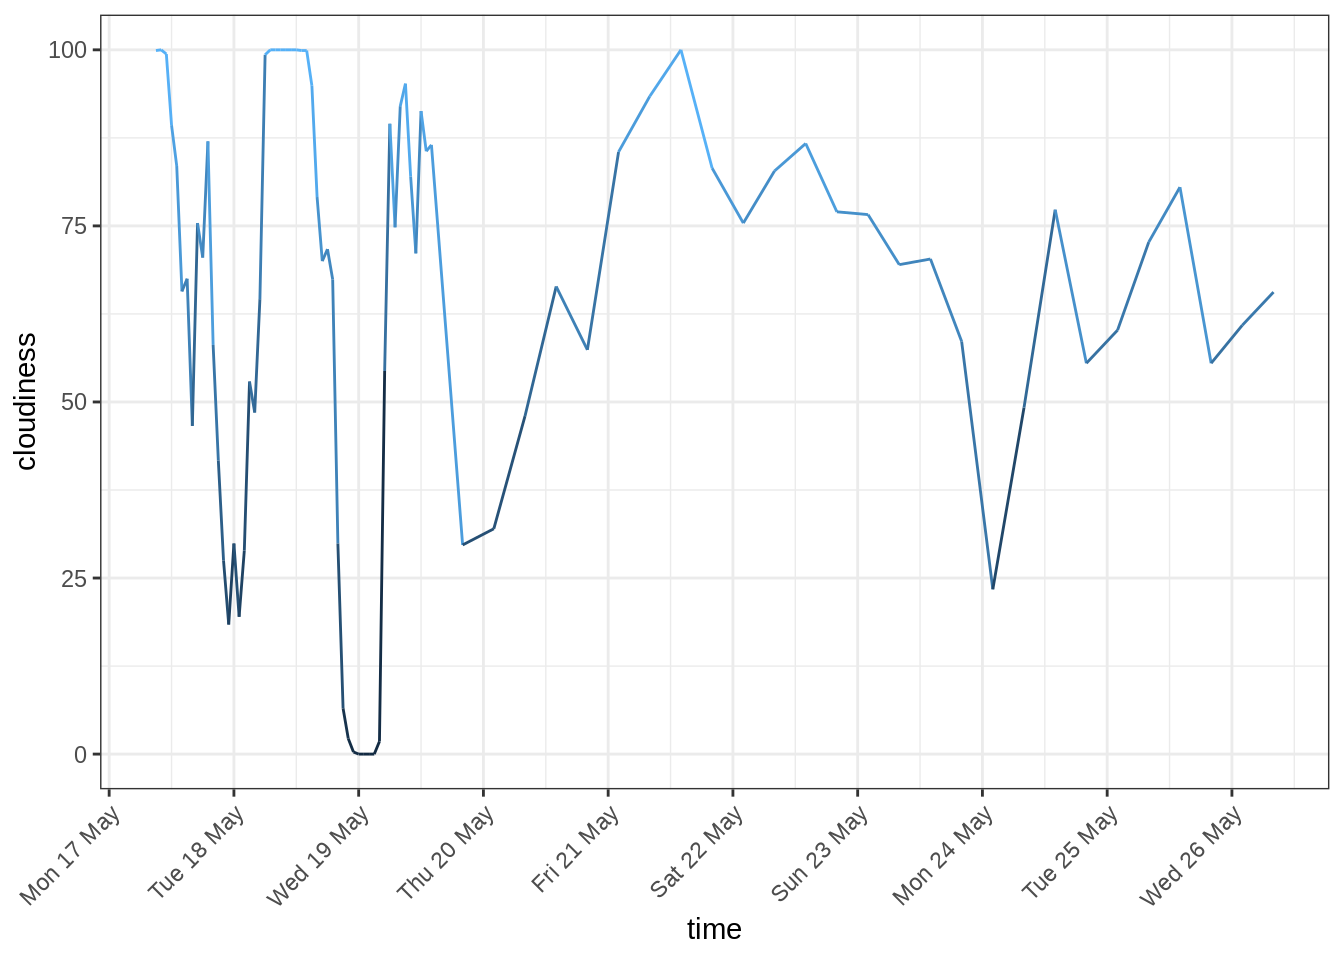 100
75
50
25
0
cloudiness
Mon 17 May
Tue 18 May
Wed 19 May
Thu 20 May
Fri 21 May
Sat 22 May
Sun 23 May
Mon 24 May
Tue 25 May
Wed 26 May
time